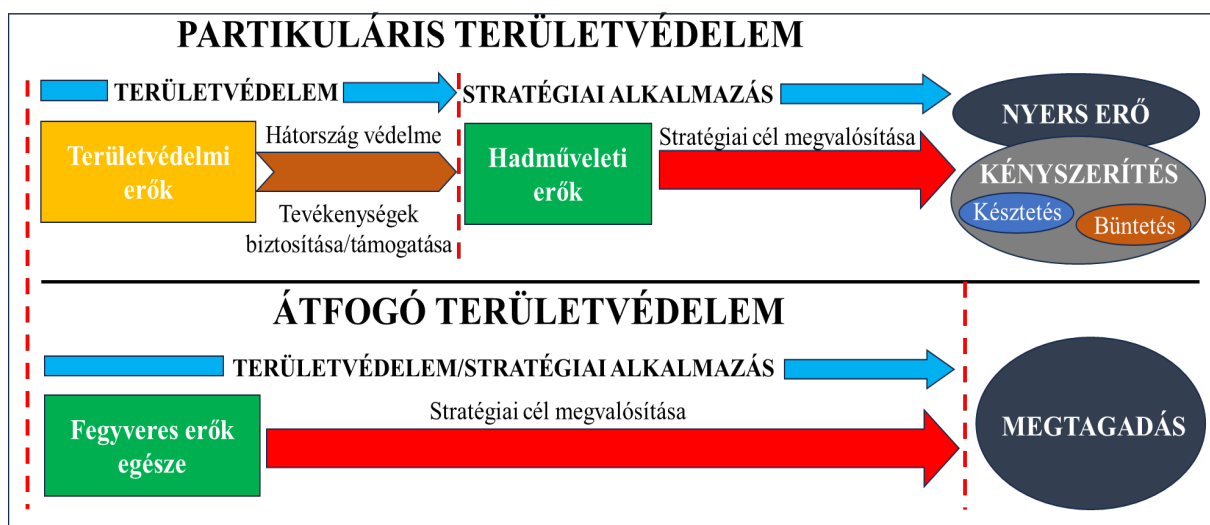 PARTIKULÁRIS TERÜLETVÉDELEM
TERÜLETVÉDELEM
STRATÉGIAI ALKALMAZÁS
Területvédelmi
erők
Hátország védelme
Tevékenységek
biztosítása/támogatása
Hadműveleti
erők
Stratégiai cél megvalósítása
NYERS ERŐ
KÉNYSZERÍTÉS
Késztetés
Büntetés
ÁTFOGÓ TERÜLETVÉDELEM
TERÜLETVÉDELEM/STRATÉGIAI ALKALMAZÁS
Fegyveres erők
egésze
Stratégiai cél megvalósítása
MEGTAGADÁS